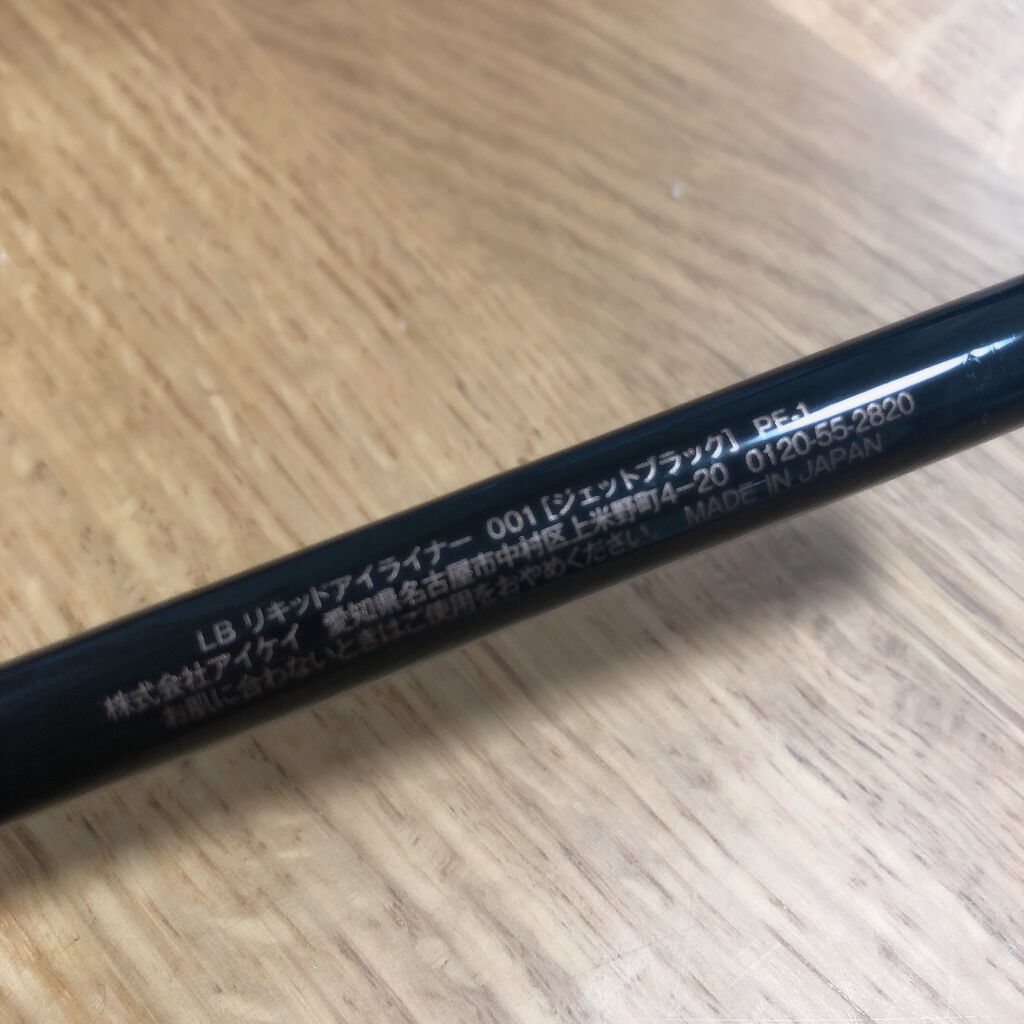 LB リキッドアイライナー 001 [ジェットブラック] PE-1
株式会社アイケイ 愛知県名古屋市中村区上米野町4-20 0120-55-2820
お肌に合わないときはご使用をおやめください。 MADE IN JAPAN